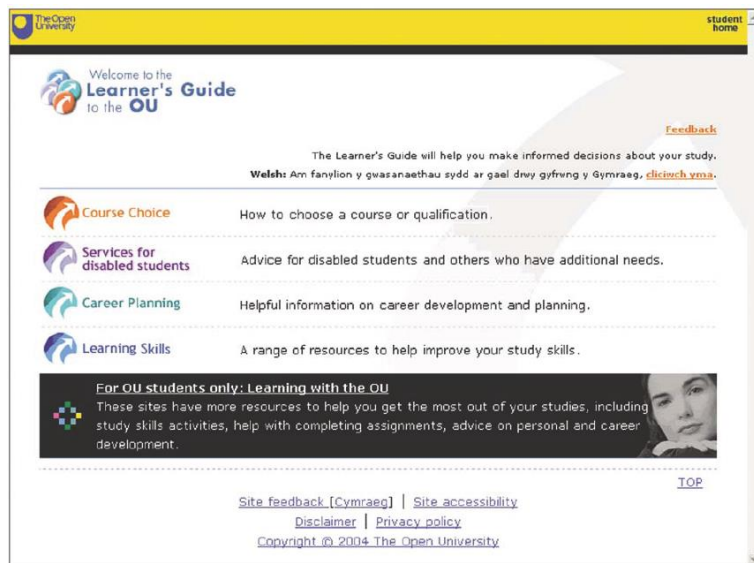 The Open
University
student
home
Welcome to the
Learner's Guide
to the OU
Feedback
The Learner's Guide will help you make informed decisions about your study.
Welsh: Am fanylion y gwasanaethau sydd ar gael drwy gyfrwng y Gymraeg, cliciwch yma.
Course Choice
How to choose a course or qualification.
Services for
disabled students
Advice for disabled students and others who have additional needs.
Career Planning
Helpful information on career development and planning.
Learning Skills
A range of resources to help improve your study skills.
For OU students only: Learning with the OU
These sites have more resources to help you get the most out of your studies, including
study skills activities, help with completing assignments, advice on personal and career
development.
TOP
Site feedback [Cymraeg] | Site accessibility
Disclaimer | Privacy policy
Copyright © 2004 The Open University